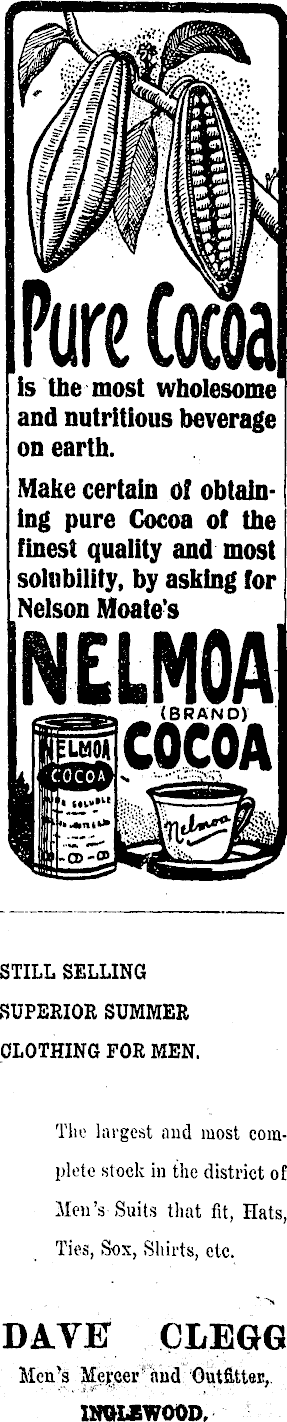 Pure Cocoa
is the most wholesome
and nutritious beverage
on earth.
Make certain of obtain-
ing pure Cocoa of the
finest quality and most
solubility, by asking for
Nelson Moate's
NELMOA
(BRAND)
COCOA
NELMOA
COCOA
PURE SOLUBLE
Nelmoa
STILL SELLING
SUPERIOR SUMMER
CLOTHING FOR MEN.
The largest and most com-
plete stock in the district of
Men's Suits that fit, Hats,
Ties, Sox, Shirts, etc.
DAVE CLEGG
Men's Mercer and Outfitter,
INGLEWOOD.